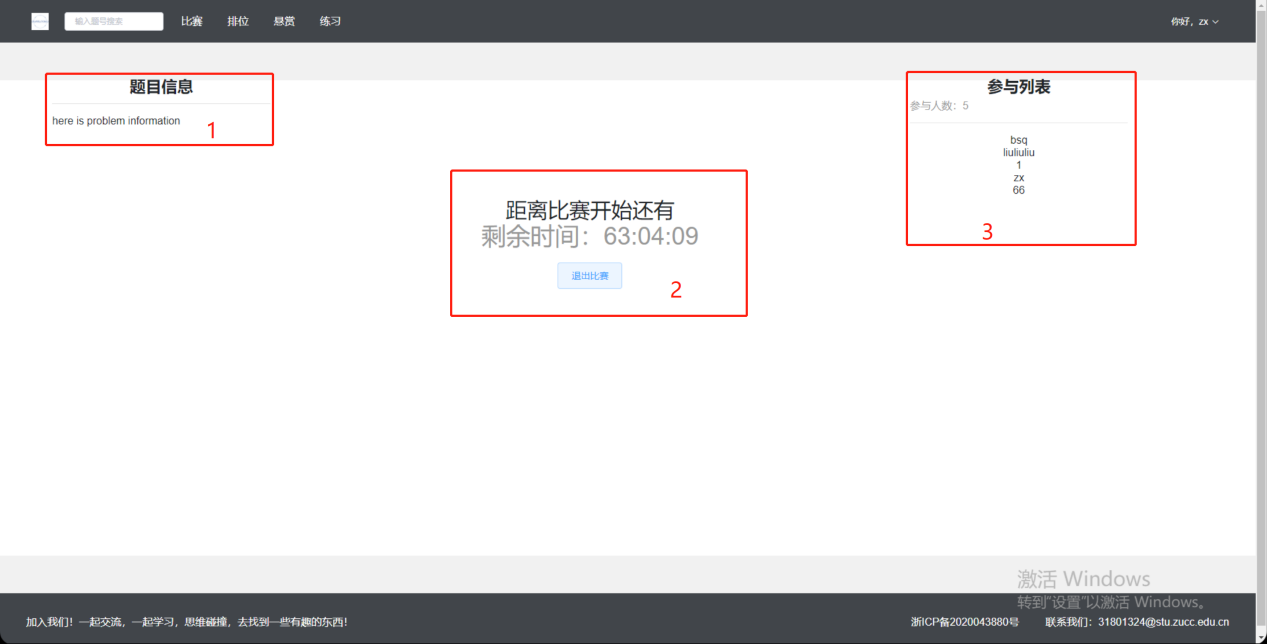 输入题号搜索 比赛 排位 悬赏 练习 你好，zx
题目信息
here is problem information
1
参与列表
参与人数：5
bsq
liuliuliu
1
zx
66
3
距离比赛开始还有
剩余时间：63:04:09
退出比赛
2
激活 Windows
转到"设置"以激活 Windows。
加入我们！一起交流，一起学习，思维碰撞，去找到一些有趣的东西！ 浙ICP备2020043880号 联系我们：31801324@stu.zucc.edu.cn